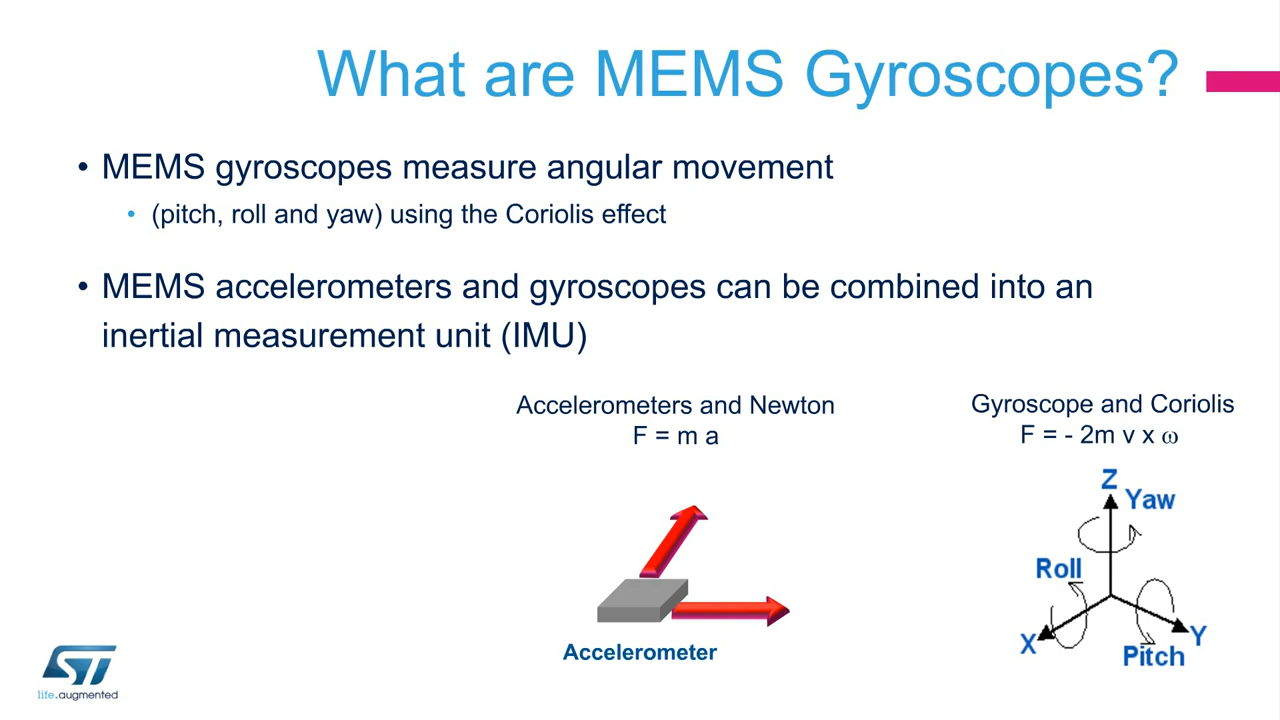 What are MEMS Gyroscopes?
• MEMS gyroscopes measure angular movement
• (pitch, roll and yaw) using the Coriolis effect
• MEMS accelerometers and gyroscopes can be combined into an
inertial measurement unit (IMU)
Accelerometers and Newton
F = m a
Gyroscope and Coriolis
F = - 2m v x ω
Z
Yaw
Roll
X
Y
Pitch
Accelerometer
ST
life.augmented